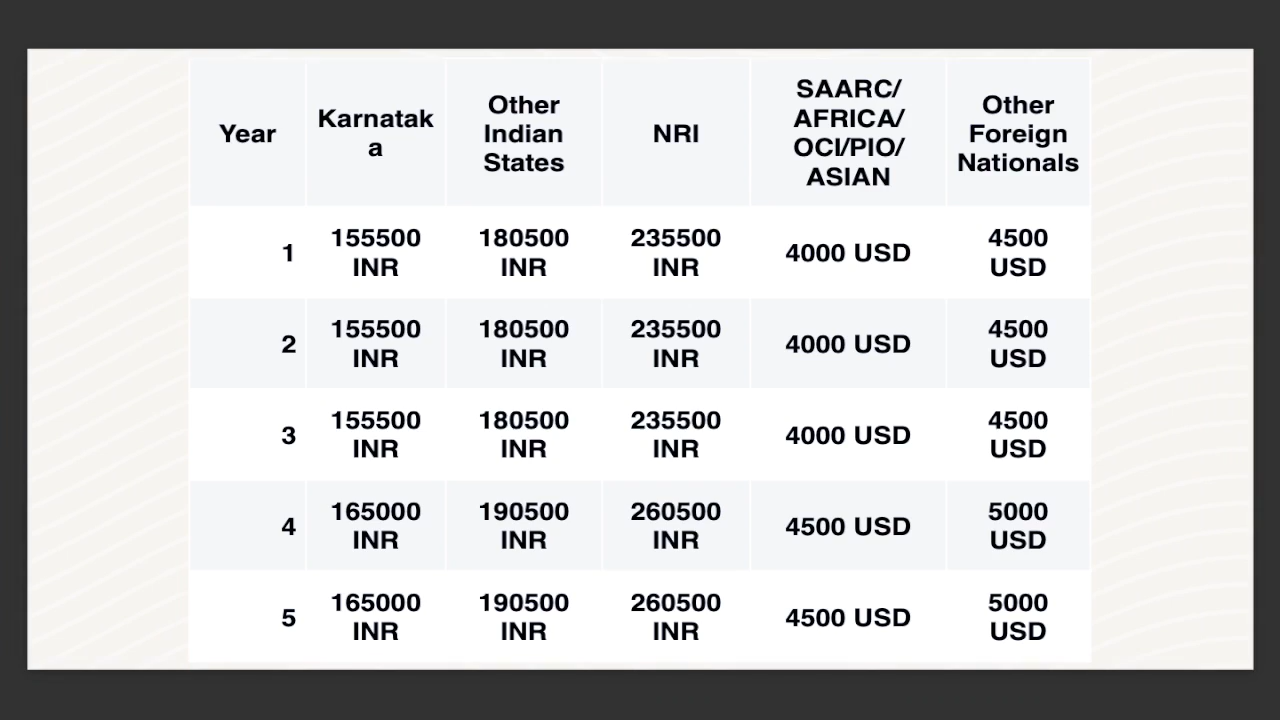 Year
Karnatak
a
Other
Indian
States
NRI
SAARC/
AFRICA/
OCI/PIO/
ASIAN
Other
Foreign
Nationals
1
155500
INR
180500
INR
235500
INR
4000 USD
4500
USD
2
155500
INR
180500
INR
235500
INR
4000 USD
4500
USD
3
155500
INR
180500
INR
235500
INR
4000 USD
4500
USD
4
165000
INR
190500
INR
260500
INR
4500 USD
5000
USD
5
165000
INR
190500
INR
260500
INR
4500 USD
5000
USD